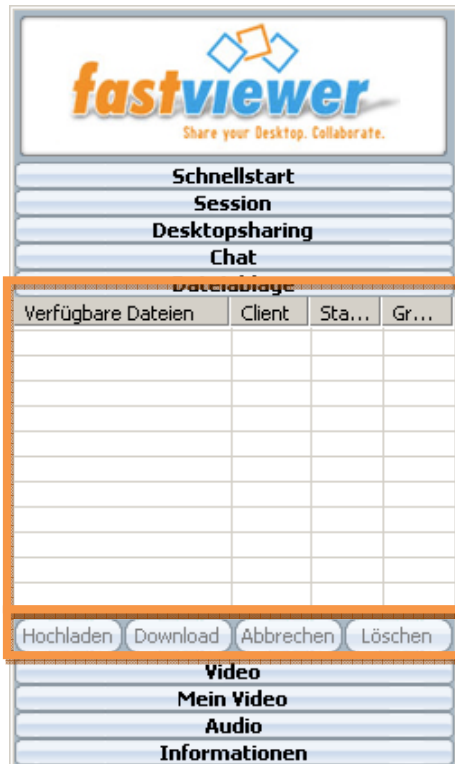 fastviewer
Share your Desktop. Collaborate.
Schnellstart
Session
Desktopsharing
Chat
Dateiablage
Verfügbare Dateien Client Sta... Gr...
Hochladen Download Abbrechen Löschen
Video
Mein Video
Audio
Informationen